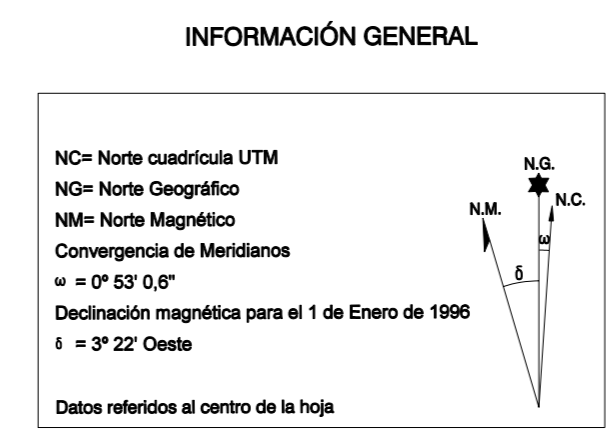 INFORMACIÓN GENERAL
NC= Norte cuadrícula UTM
NG= Norte Geográfico
NM= Norte Magnético
Convergencia de Meridianos
ω = 0º 53' 0,6"
Declinación magnética para el 1 de Enero de 1996
δ = 3º 22' Oeste
Datos referidos al centro de la hoja
N.G.
N.M.
N.C.
ω
δ